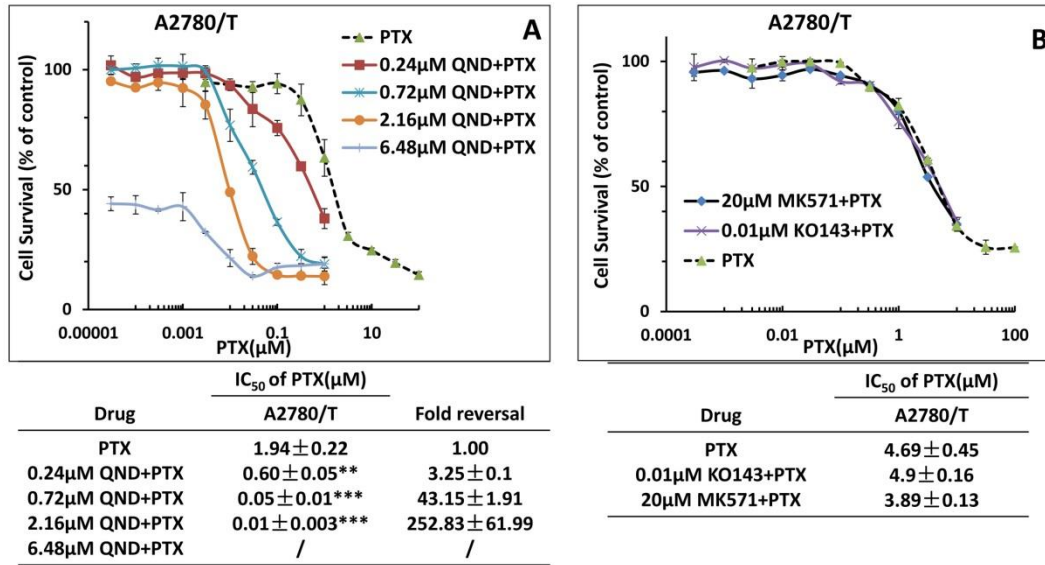 A2780/T
A
PTX
0.24μM QND+PTX
0.72μM QND+PTX
2.16μM QND+PTX
6.48μM QND+PTX
Cell Survival (% of control)
100
50
0
0.00001 0.001 0.1 10
PTX(μM)
IC50 of PTX(μM)
Drug A2780/T Fold reversal
PTX 1.94±0.22 1.00
0.24μM QND+PTX 0.60±0.05** 3.25±0.1
0.72μM QND+PTX 0.05±0.01*** 43.15±1.91
2.16μM QND+PTX 0.01±0.003*** 252.83±61.99
6.48μM QND+PTX / /
A2780/T
B
Cell Survival (% of control)
100
50
0
20μM MK571+PTX
0.01μM KO143+PTX
PTX
0.0001 0.01 1 100
PTX(μM)
IC50 of PTX(μM)
Drug A2780/T
PTX 4.69±0.45
0.01μM KO143+PTX 4.9±0.16
20μM MK571+PTX 3.89±0.13